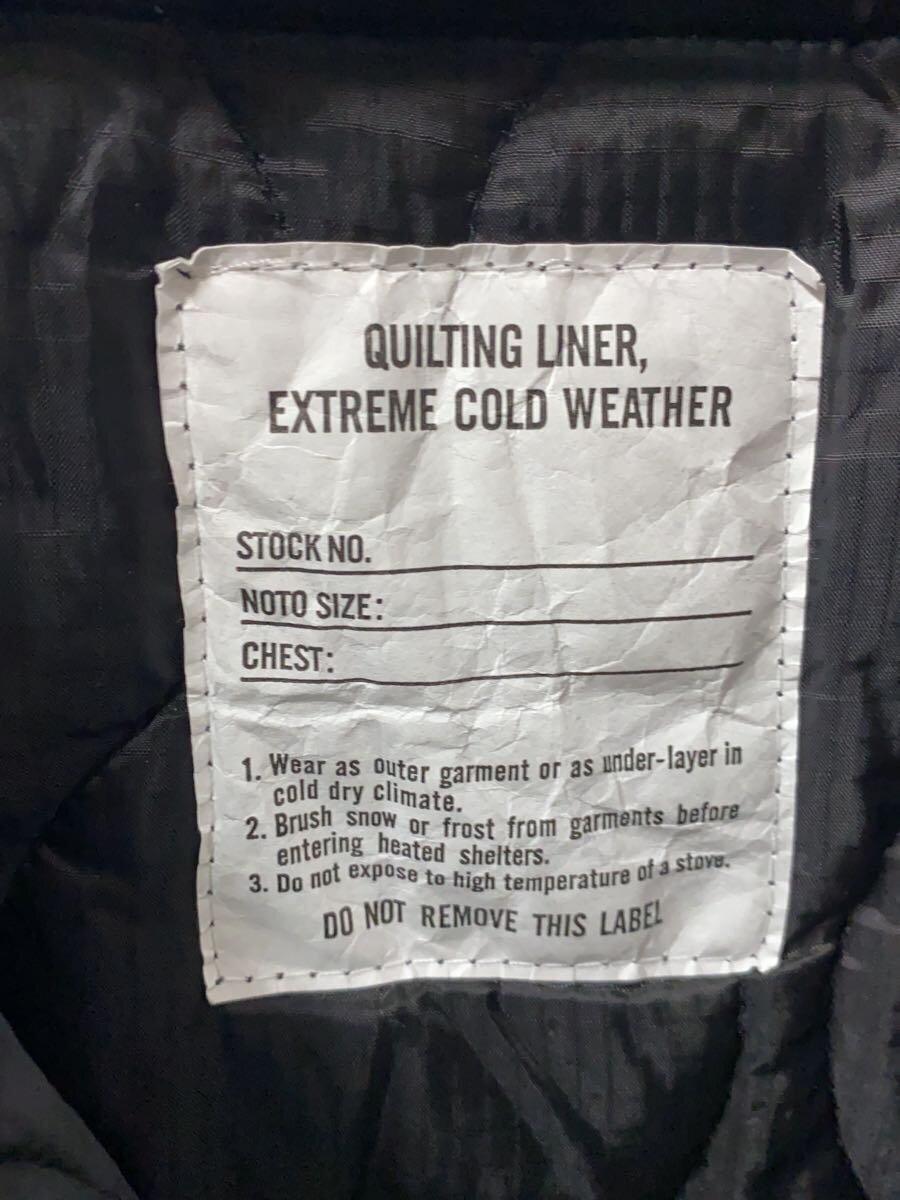 QUILTING LINER,
EXTREME COLD WEATHER
STOCK NO.
NOTO SIZE:
CHEST:
1. Wear as outer garment or as under-layer in
cold dry climate.
2. Brush snow or frost from garments before
entering heated shelters.
3. Do not expose to high temperature of a stove.
DO NOT REMOVE THIS LABEL